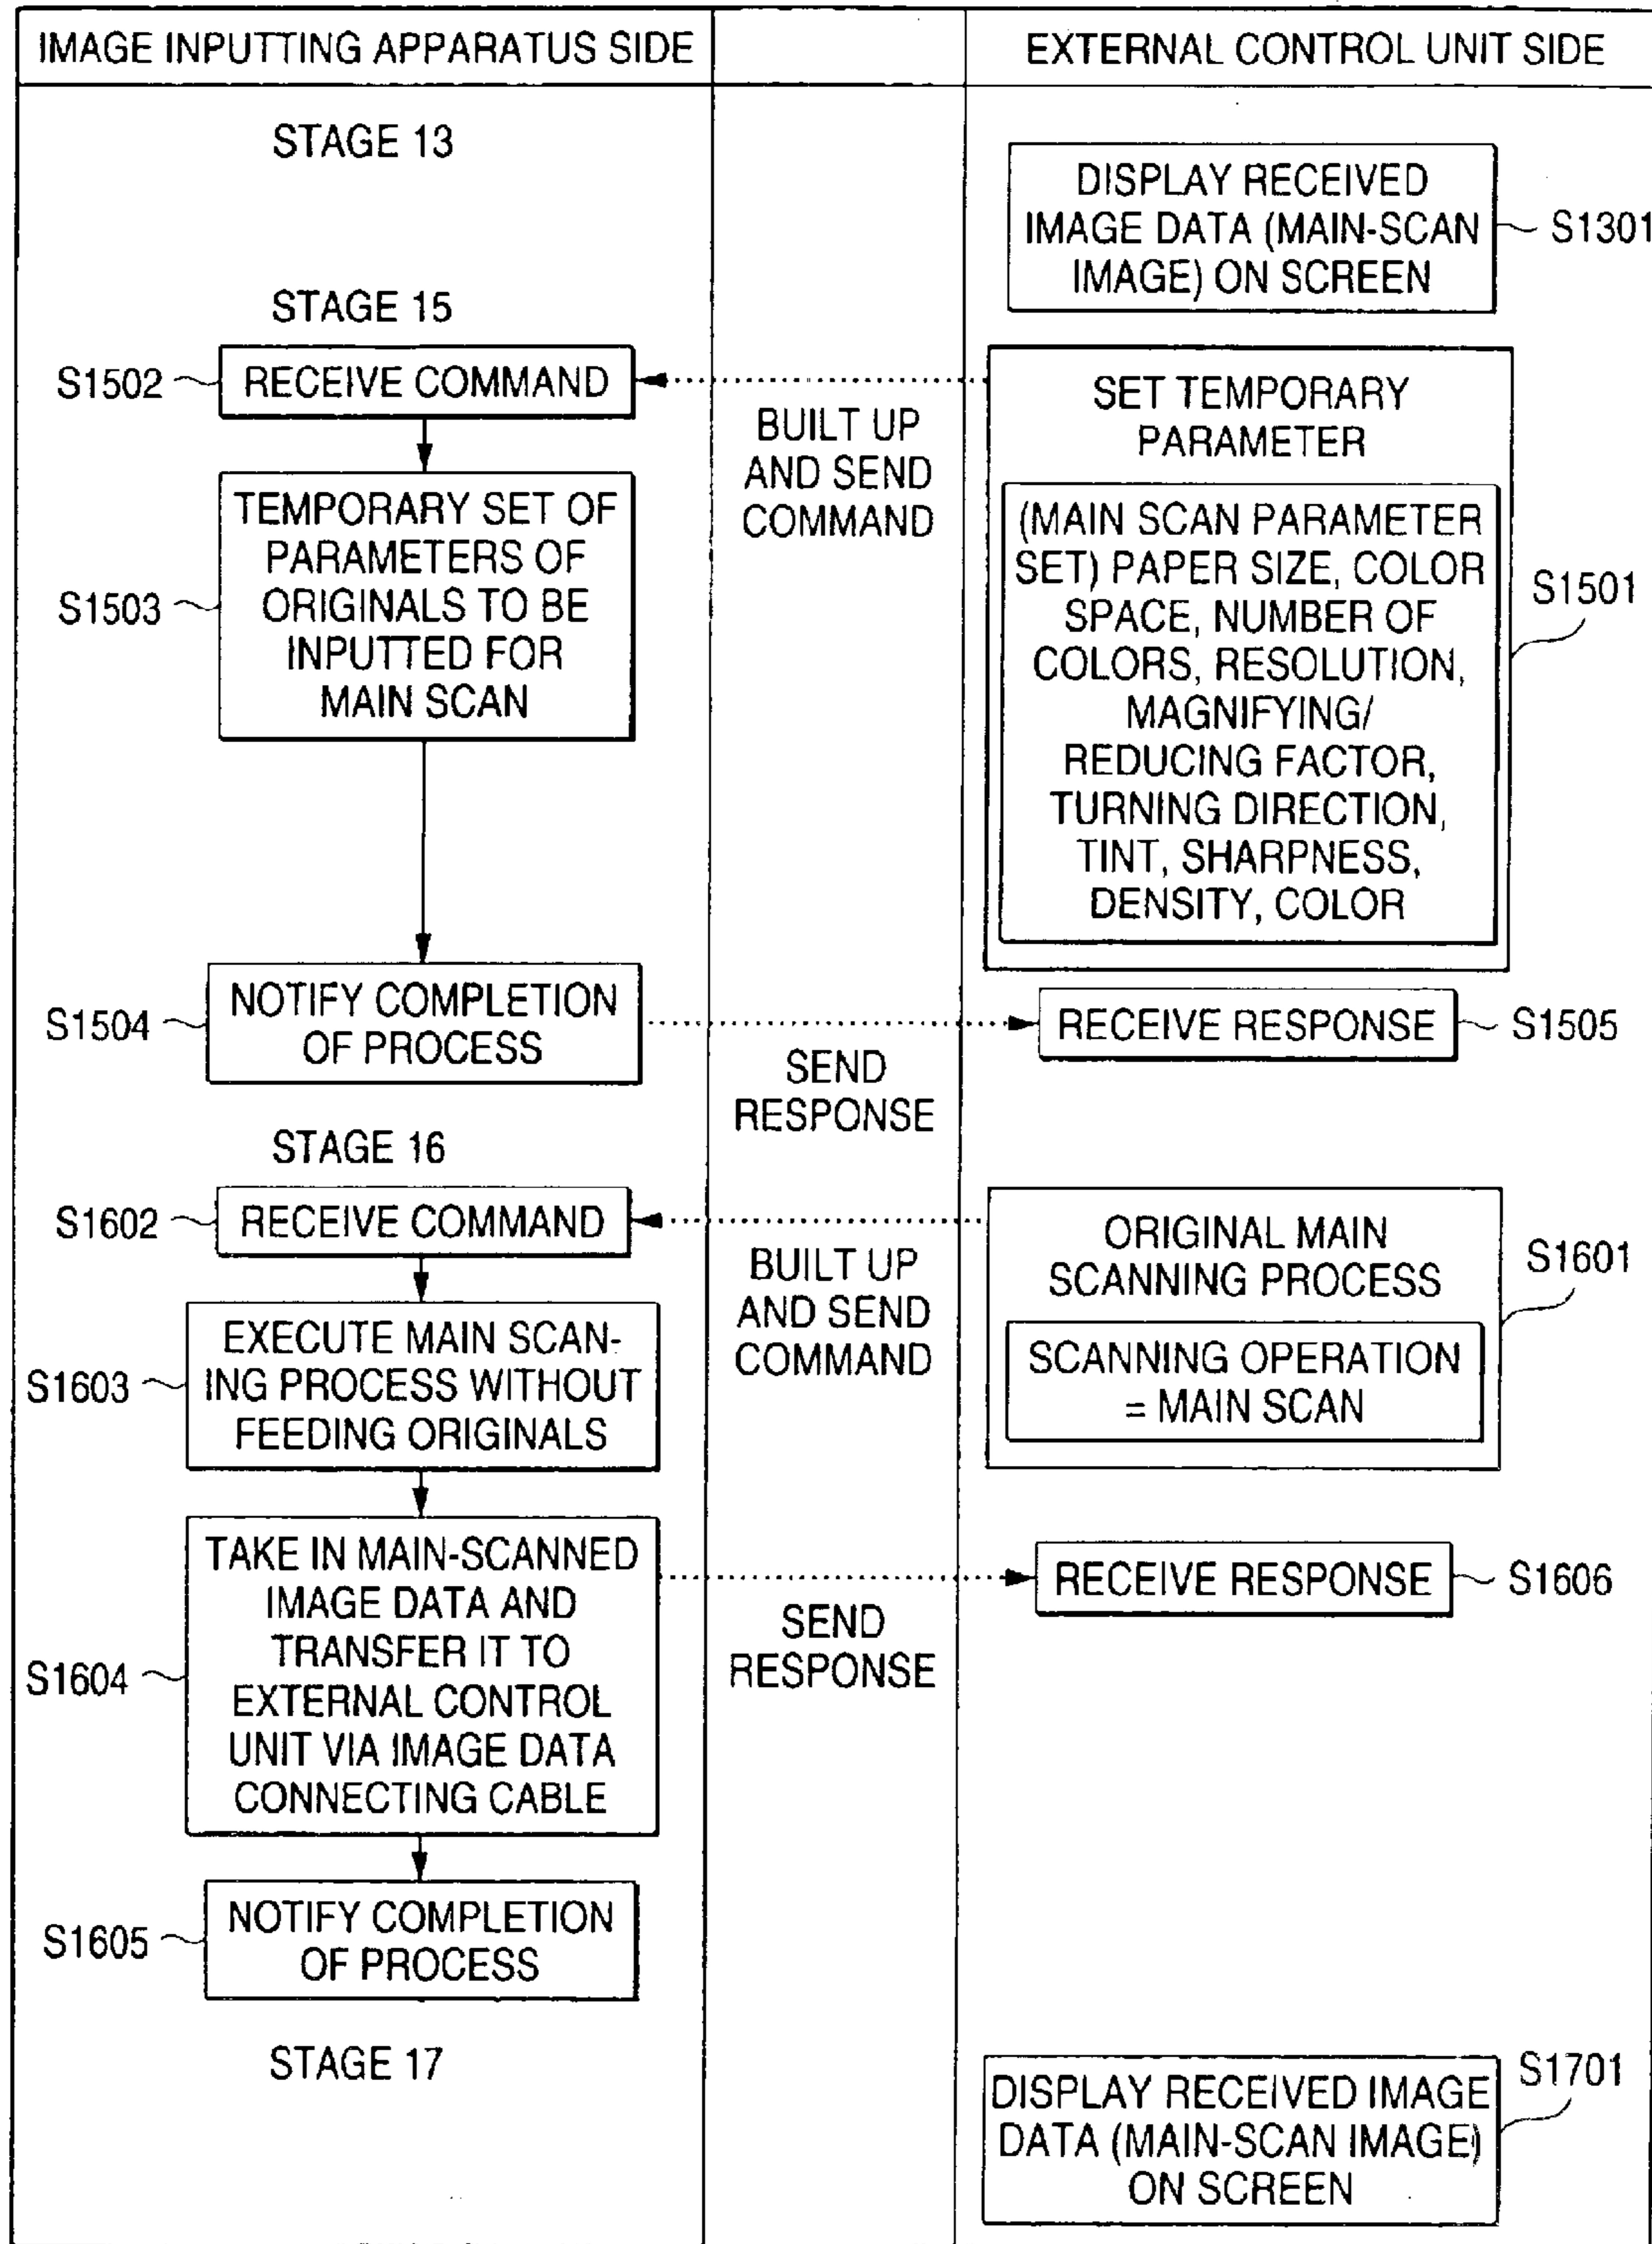 IMAGE INPUTTING APPARATUS SIDE
EXTERNAL CONTROL UNIT SIDE
STAGE 13
DISPLAY RECEIVED
IMAGE DATA (MAIN-SCAN
IMAGE) ON SCREEN
S1301
STAGE 15
S1502
RECEIVE COMMAND
BUILT UP
AND SEND
COMMAND
SET TEMPORARY
PARAMETER
(MAIN SCAN PARAMETER
SET) PAPER SIZE, COLOR
SPACE, NUMBER OF
COLORS, RESOLUTION,
MAGNIFYING/
REDUCING FACTOR,
TURNING DIRECTION,
TINT, SHARPNESS,
DENSITY, COLOR
S1501
S1503
TEMPORARY SET OF
PARAMETERS OF
ORIGINALS TO BE
INPUTTED FOR
MAIN SCAN
S1504
NOTIFY COMPLETION
OF PROCESS
SEND
RESPONSE
RECEIVE RESPONSE
S1505
STAGE 16
S1602
RECEIVE COMMAND
BUILT UP
AND SEND
COMMAND
ORIGINAL MAIN
SCANNING PROCESS
SCANNING OPERATION
= MAIN SCAN
S1601
S1603
EXECUTE MAIN SCAN-
ING PROCESS WITHOUT
FEEDING ORIGINALS
S1604
TAKE IN MAIN-SCANNED
IMAGE DATA AND
TRANSFER IT TO
EXTERNAL CONTROL
UNIT VIA IMAGE DATA
CONNECTING CABLE
SEND
RESPONSE
RECEIVE RESPONSE
S1606
S1605
NOTIFY COMPLETION
OF PROCESS
STAGE 17
DISPLAY RECEIVED IMAGE
DATA (MAIN-SCAN IMAGE)
ON SCREEN
S1701